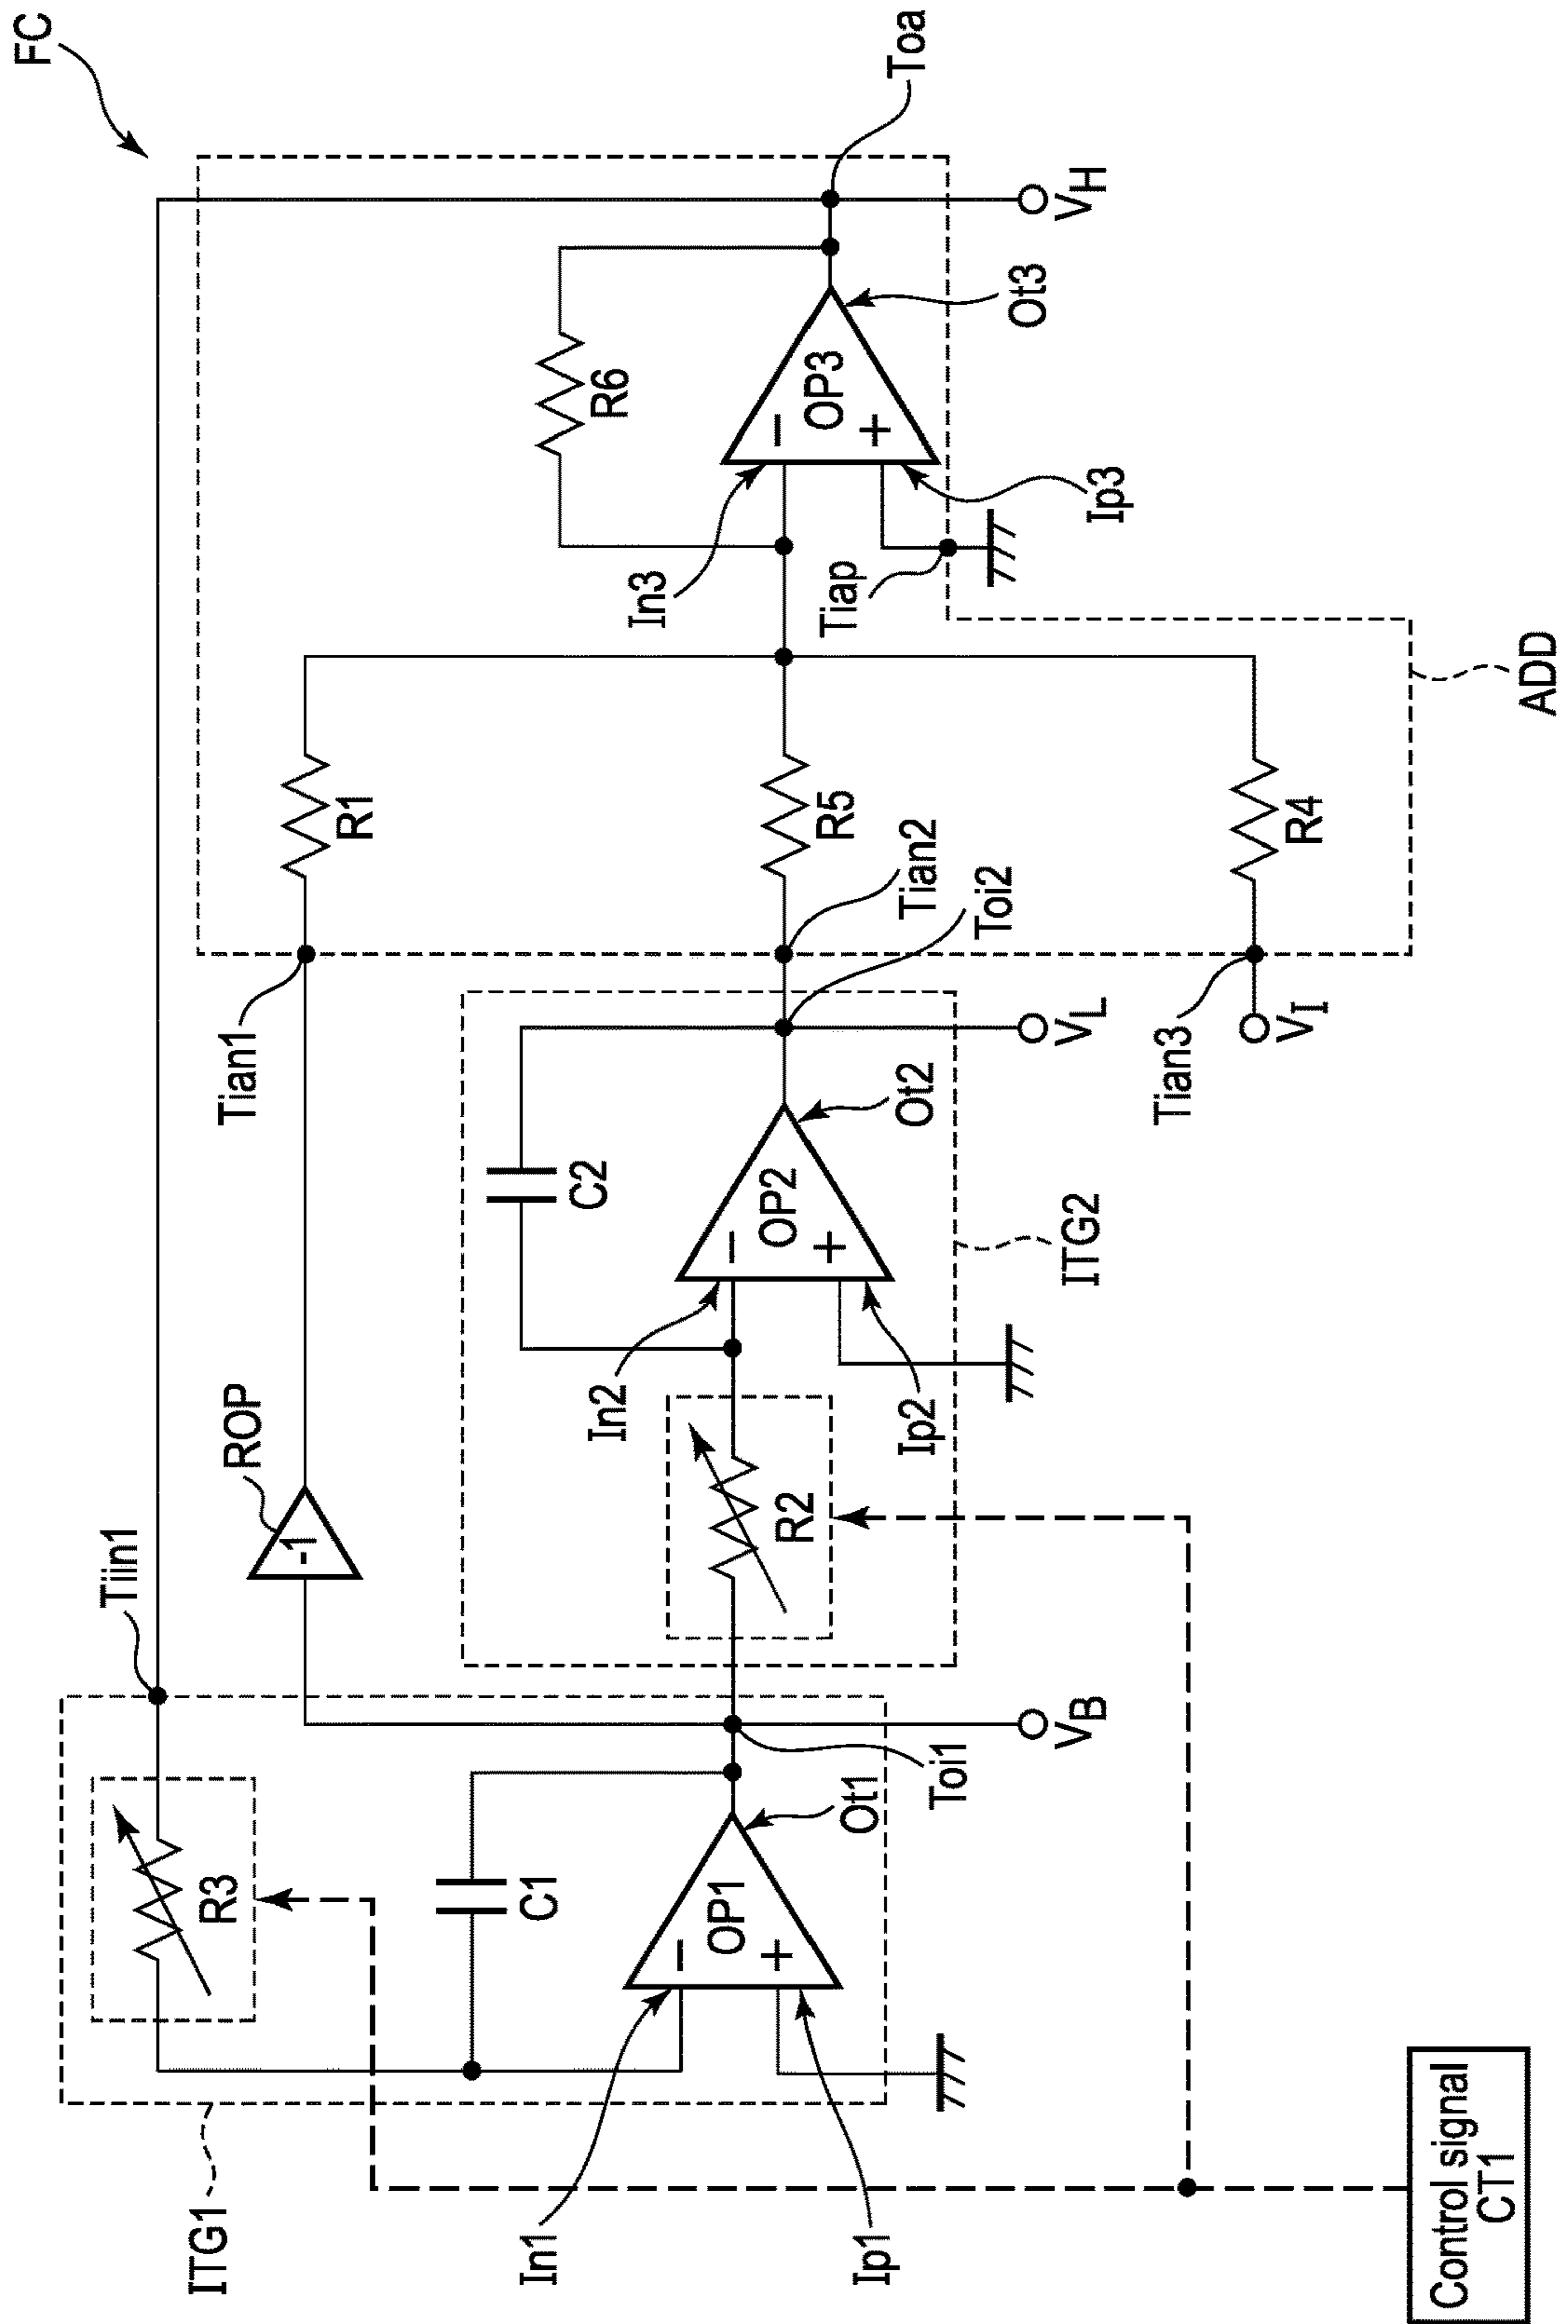 FC
ITG1
R3
Tiin1
In1
Ip1
C1
OP1
−
+
Ot1
Toi1
VB
ROP
-1
R2
In2
Ip2
C2
OP2
−
+
Ot2
ITG2
VL
Toi2
Tian1
Tian2
Tian3
VI
R1
R5
R4
In3
Tiap
Ip3
R6
OP3
−
+
Ot3
Toa
VH
ADD
Control signal
CT1